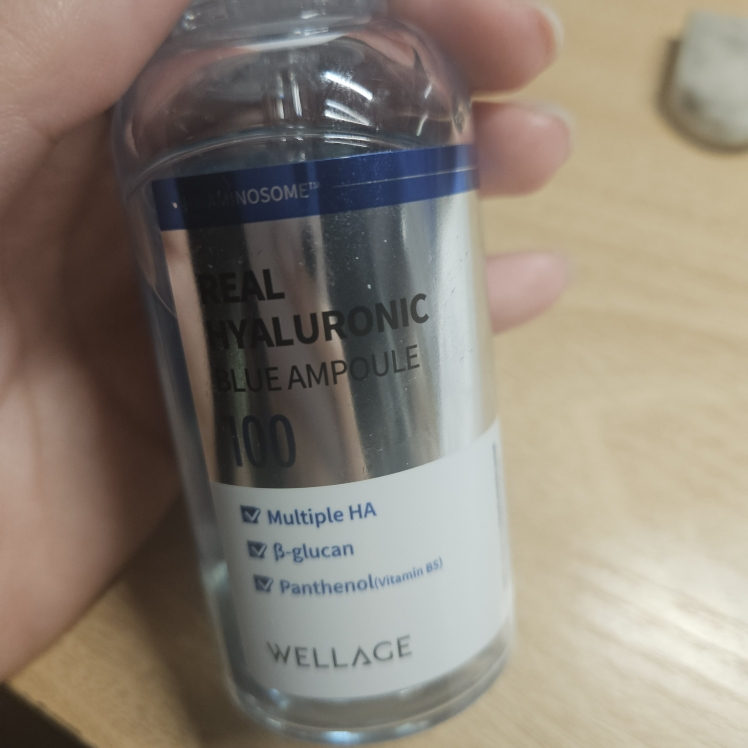 REAL
HYALURONIC
BLUE AMPOULE
100
Multiple HA
β-glucan
Panthenol(Vitamin B5)
WELLAGE